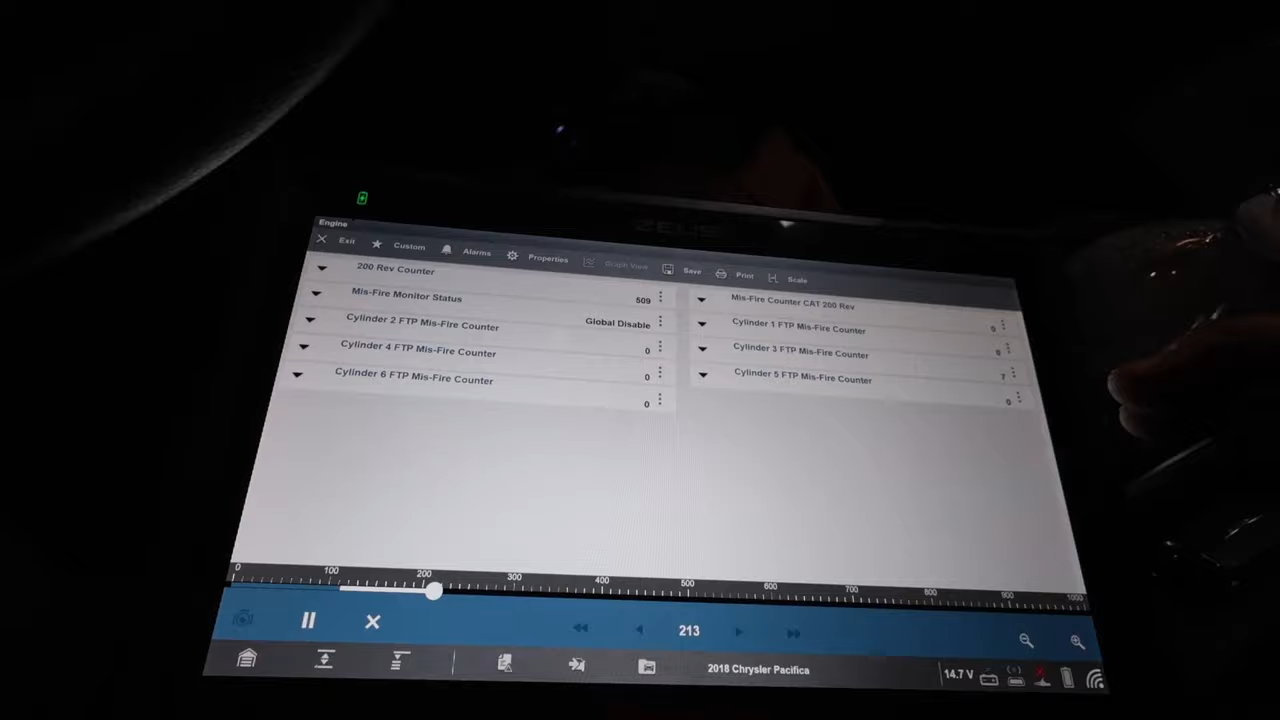 ZEUS
Engine
Exit Custom Alarms Properties Graph View Save Print Scale
200 Rev Counter
509
Mis-Fire Monitor Status
Global Disable
Cylinder 2 FTP Mis-Fire Counter
0
Cylinder 4 FTP Mis-Fire Counter
0
Cylinder 6 FTP Mis-Fire Counter
0
Mis-Fire Counter CAT 200 Rev
0
Cylinder 1 FTP Mis-Fire Counter
0
Cylinder 3 FTP Mis-Fire Counter
7
Cylinder 5 FTP Mis-Fire Counter
0
0 100 200 300 400 500 600 700 800 900 1000
213
2018 Chrysler Pacifica
14.7 V